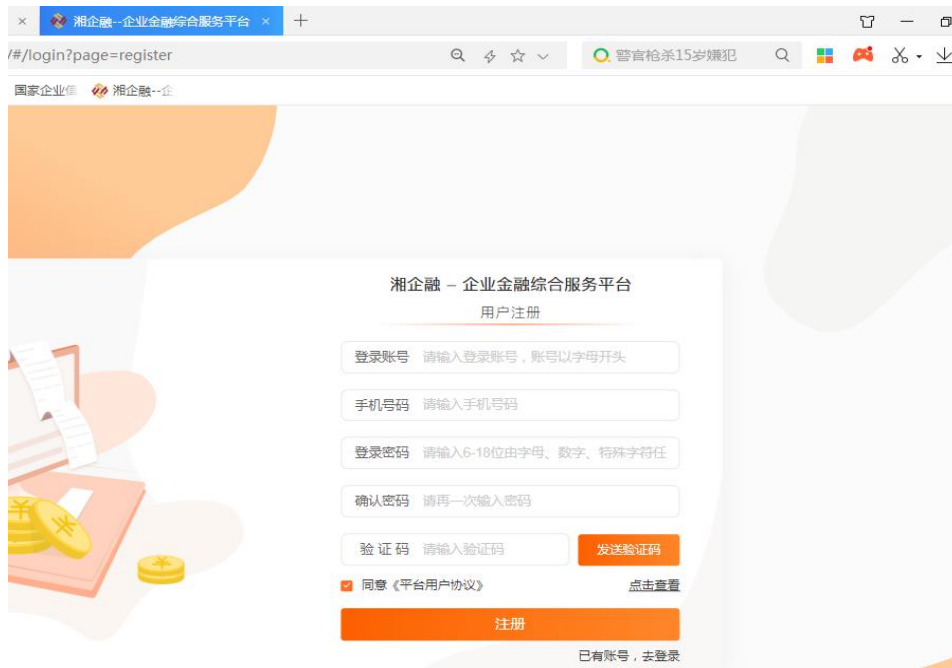 湘企融--企业金融综合服务平台
/#/login?page=register
警官枪杀15岁嫌犯
国家企业信 湘企融--企
湘企融 – 企业金融综合服务平台
用户注册
登录账号 请输入登录账号，账号以字母开头
手机号码 请输入手机号码
登录密码 请输入6-18位由字母、数字、特殊字符任
确认密码 请再一次输入密码
验 证 码 请输入验证码 发送验证码
同意《平台用户协议》 点击查看
注册
已有账号，去登录